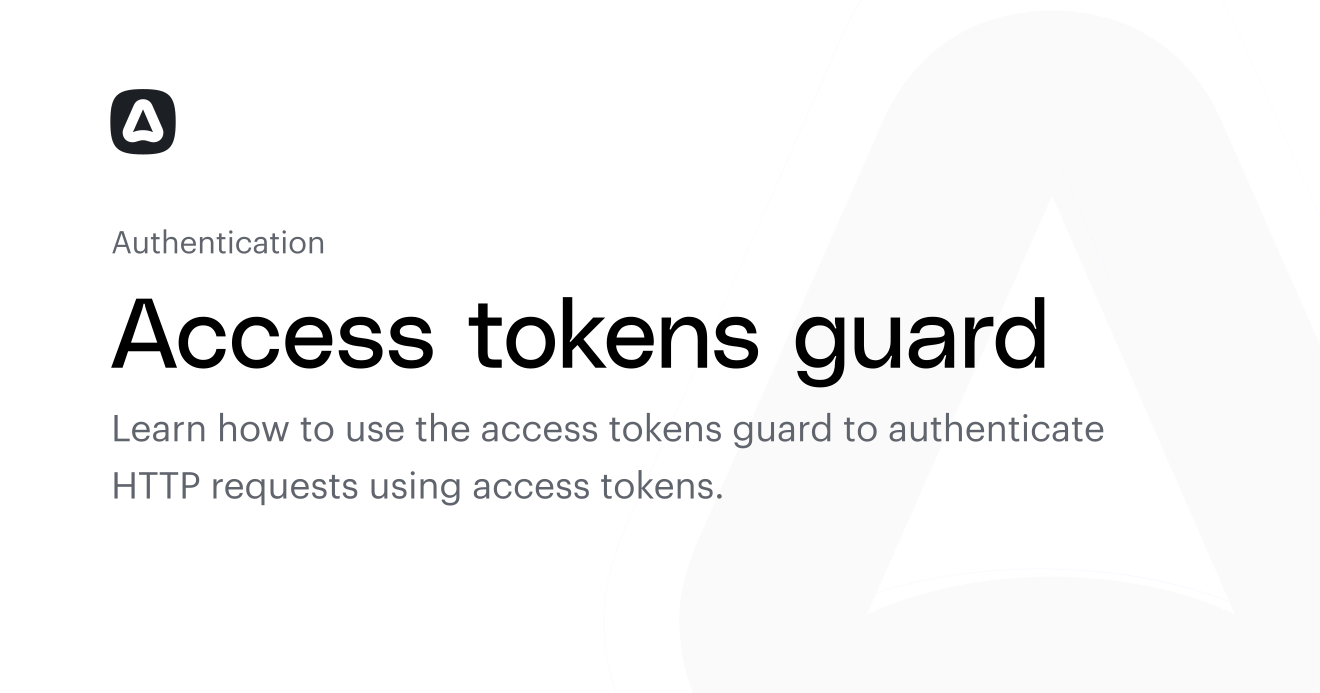 Authentication
Access tokens guard
Learn how to use the access tokens guard to authenticate
HTTP requests using access tokens.